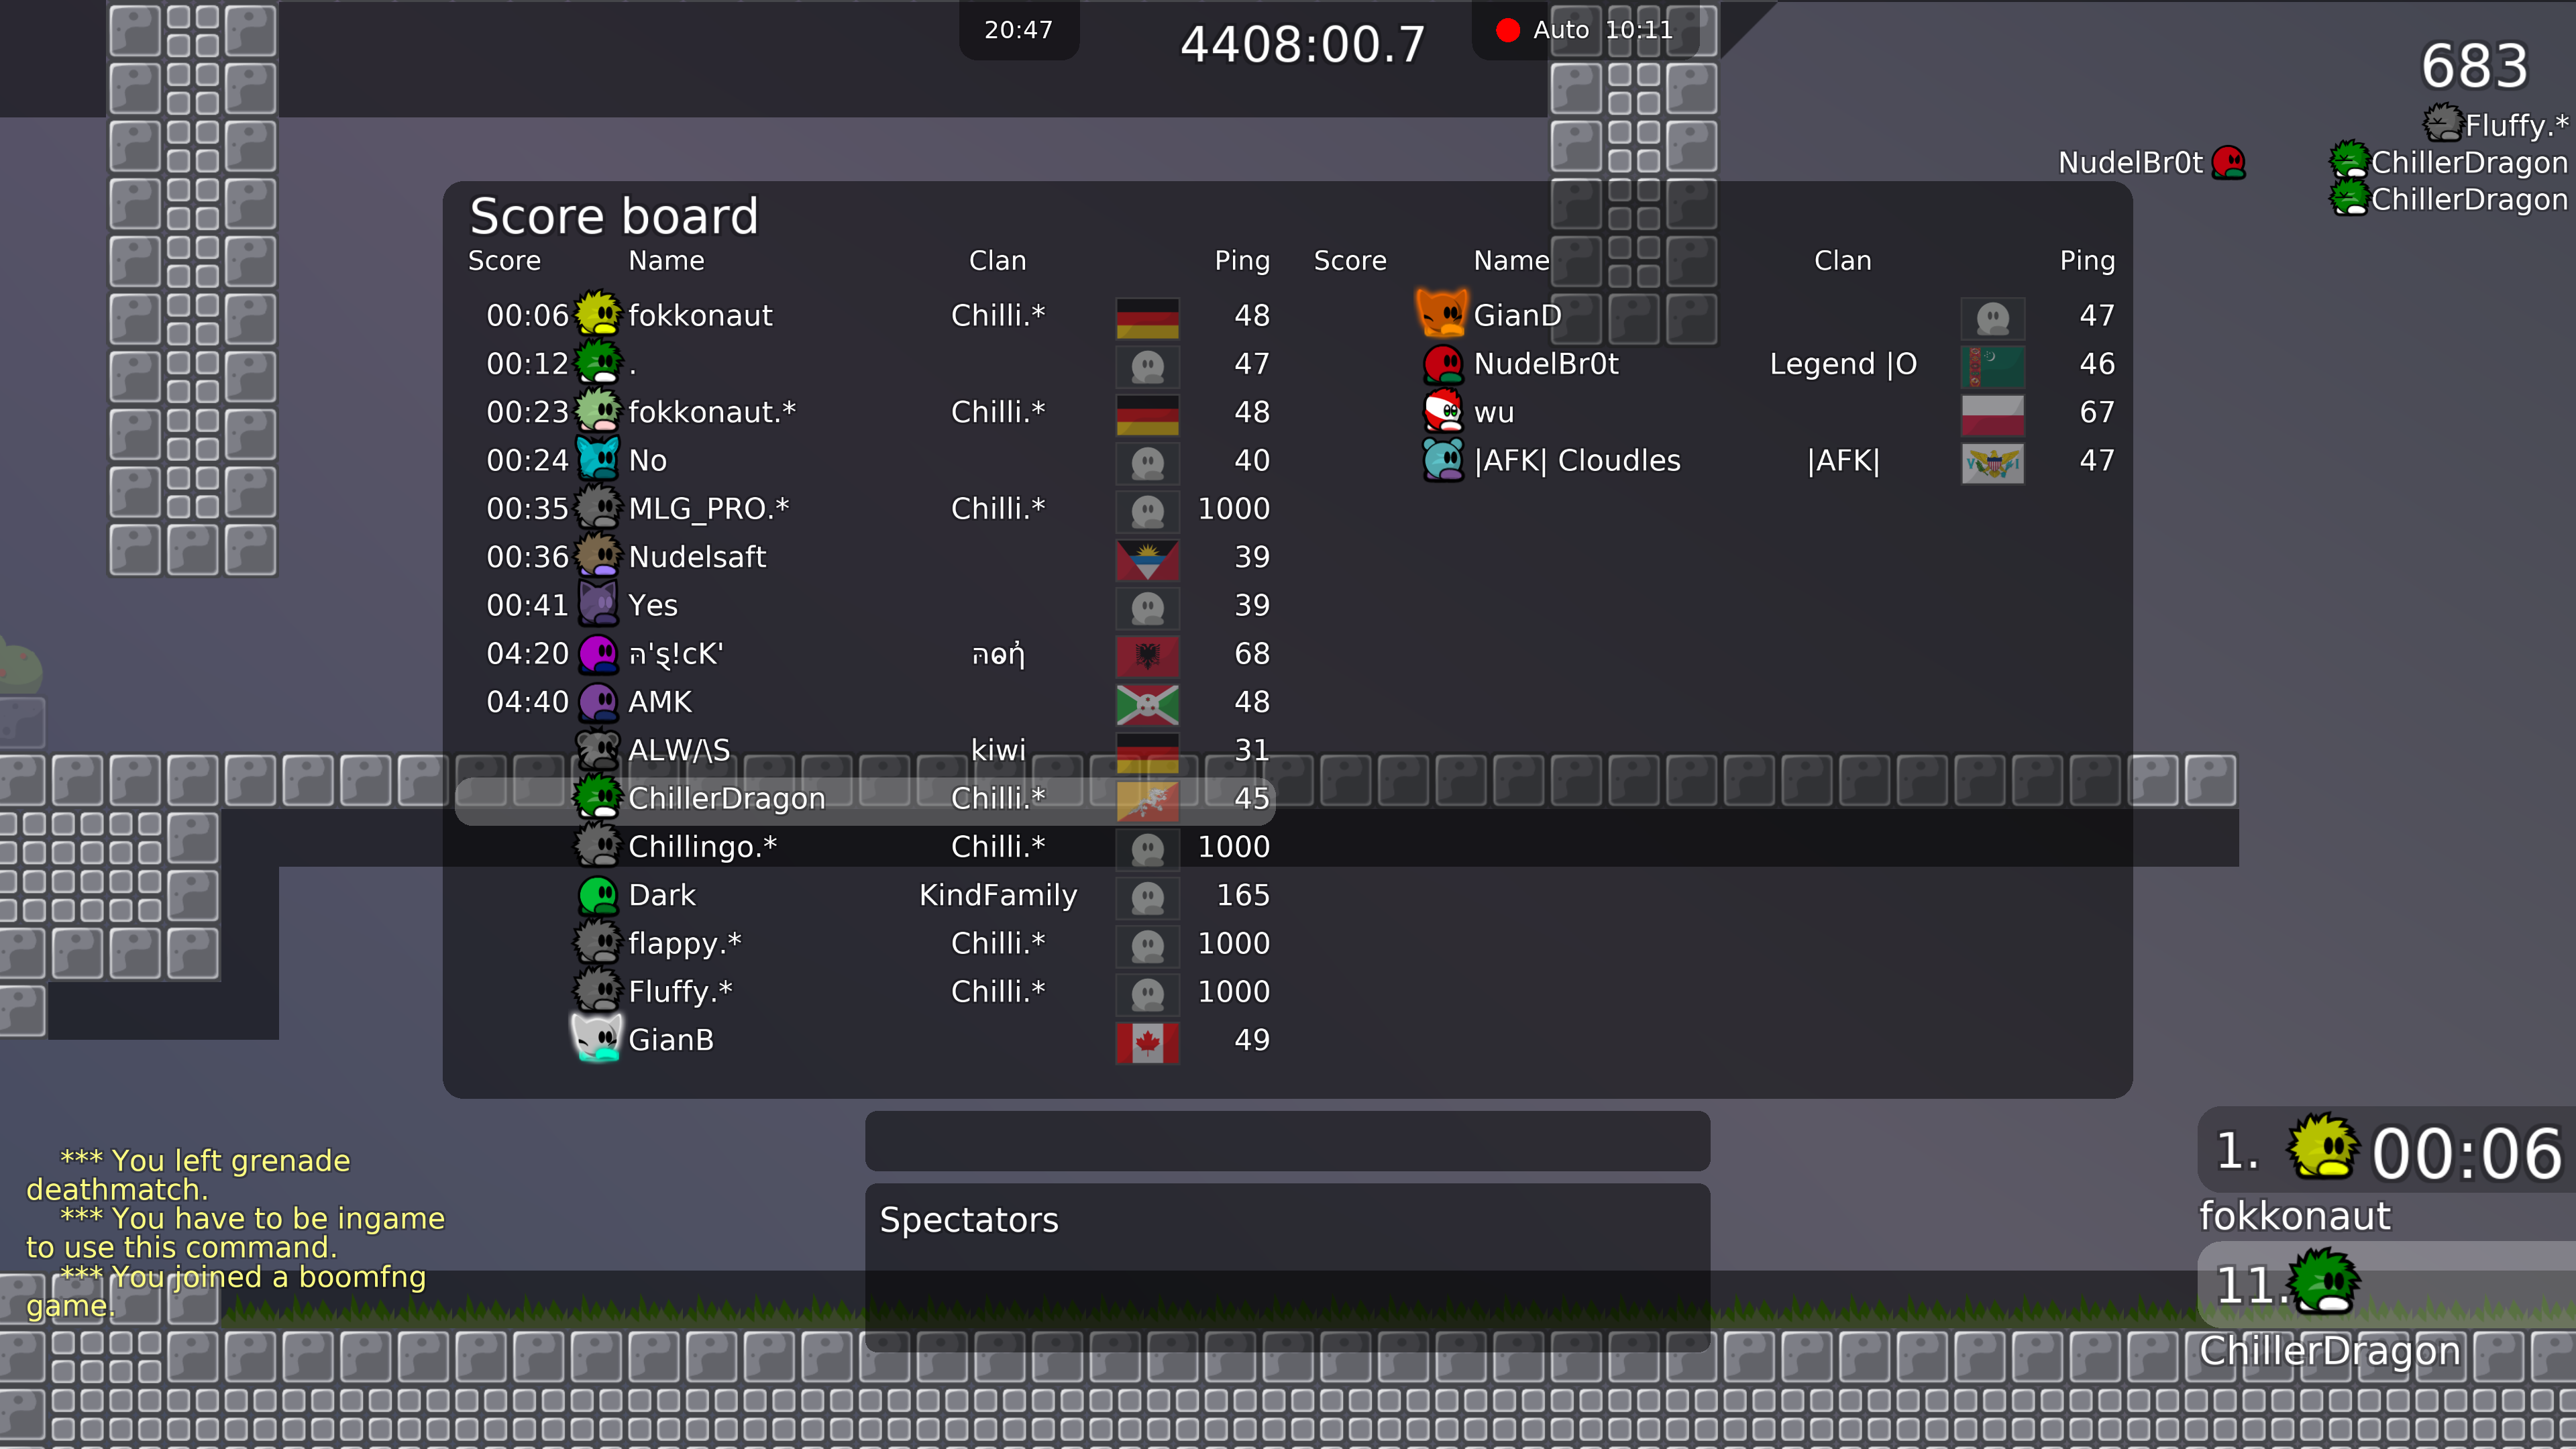 20:47
4408:00.7
Auto 10:11
683
Fluffy.*
NudelBr0t ChillerDragon
ChillerDragon
Score board
Score Name Clan Ping Score Name Clan Ping
00:06 fokkonaut Chilli.* 48 GianD 47
00:12 . 47 NudelBr0t Legend |O 46
00:23 fokkonaut.* Chilli.* 48 wu 67
00:24 No 40 |AFK| Cloudles |AFK| 47
00:35 MLG_PRO.* Chilli.* 1000
00:36 Nudelsaft 39
00:41 Yes 39
04:20 68
04:40 AMK 48
ALW/\S kiwi 31
ChillerDragon Chilli.* 45
Chillingo.* Chilli.* 1000
Dark KindFamily 165
flappy.* Chilli.* 1000
Fluffy.* Chilli.* 1000
GianB 49
*** You left grenade
deathmatch.
*** You have to be ingame
to use this command.
*** You joined a boomfng
game.
Spectators
1. 00:06
fokkonaut
11.
ChillerDragon